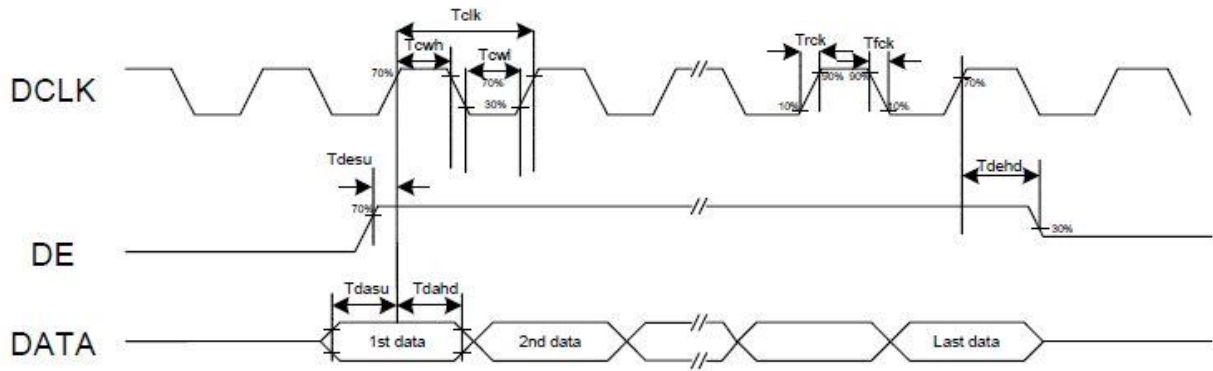 Tclk
Tcwh
Tcwl
Trck
Tfck
DCLK
70%
70%
30%
90%
90%
10%
10%
70%
Tdesu
Tdehd
70%
30%
DE
Tdasu
Tdahd
DATA
1st data
2nd data
Last data